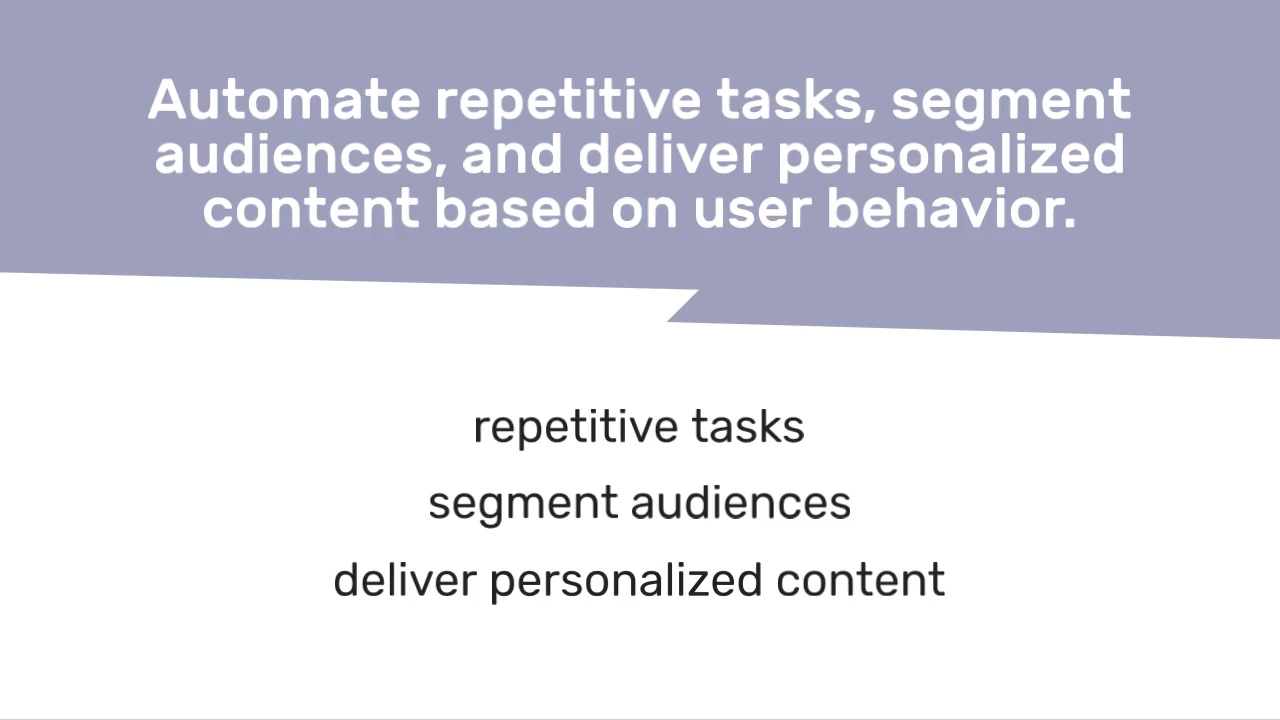 Automate repetitive tasks, segment
audiences, and deliver personalized
content based on user behavior.
repetitive tasks
segment audiences
deliver personalized content